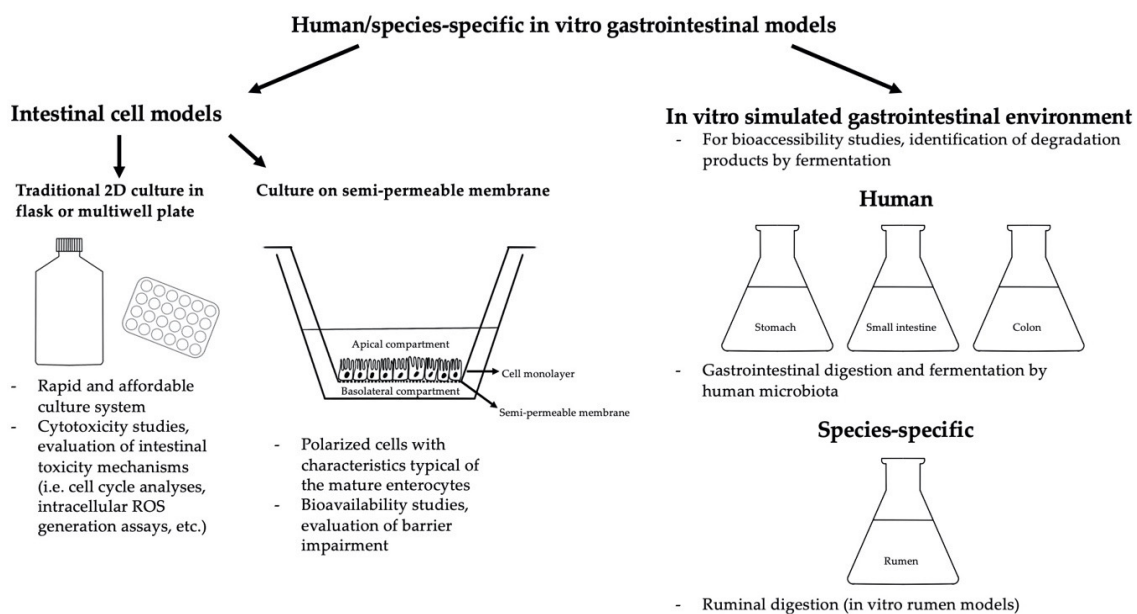 Human/species-specific in vitro gastrointestinal models
Intestinal cell models
Traditional 2D culture in
flask or multiwell plate
- Rapid and affordable
culture system
- Cytotoxicity studies,
evaluation of intestinal
toxicity mechanisms
(i.e. cell cycle analyses,
intracellular ROS
generation assays, etc.)
Culture on semi-permeable membrane
Apical compartment
Cell monolayer
Basolateral compartment
Semi-permeable membrane
- Polarized cells with
characteristics typical of
the mature enterocytes
- Bioavailability studies,
evaluation of barrier
impairment
In vitro simulated gastrointestinal environment
- For bioaccessibility studies, identification of degradation
products by fermentation
Human
Stomach
Small intestine
Colon
- Gastrointestinal digestion and fermentation by
human microbiota
Species-specific
Rumen
- Ruminal digestion (in vitro rumen models)